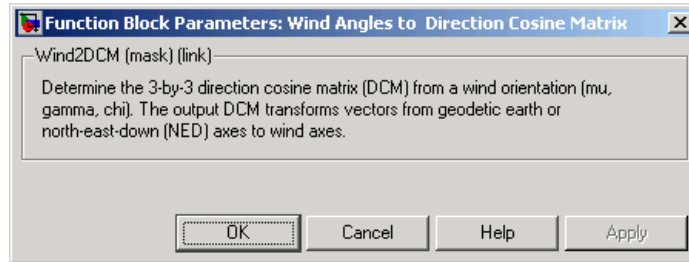 Function Block Parameters: Wind Angles to Direction Cosine Matrix
Wind2DCM (mask) (link)
Determine the 3-by-3 direction cosine matrix (DCM) from a wind orientation (mu,
gamma, chi). The output DCM transforms vectors from geodetic earth or
north-east-down (NED) axes to wind axes.
OK Cancel Help Apply